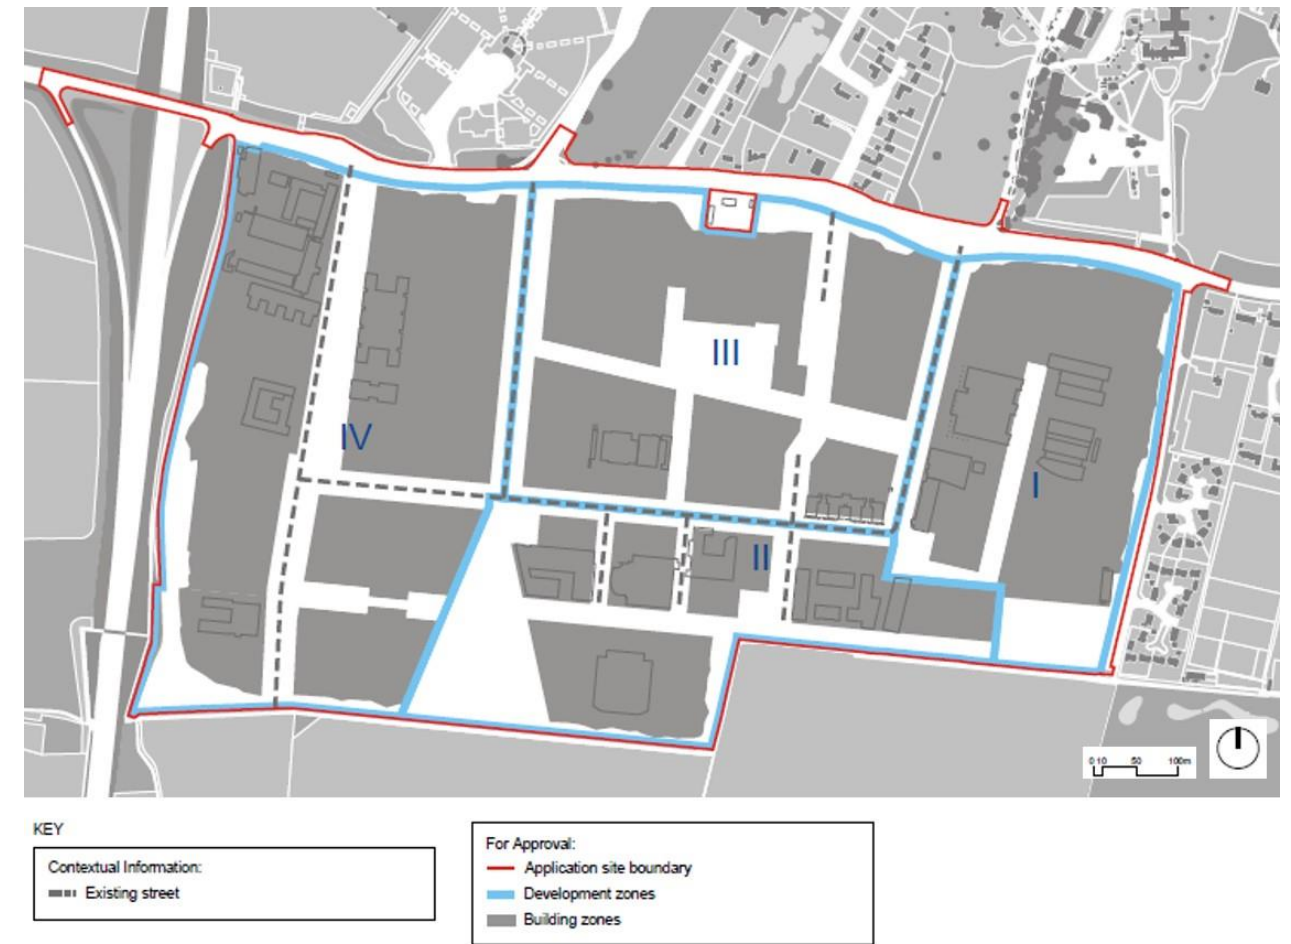 III
IV
I
II
0 10 50 100m
KEY
Contextual Information:
Existing street
For Approval:
Application site boundary
Development zones
Building zones